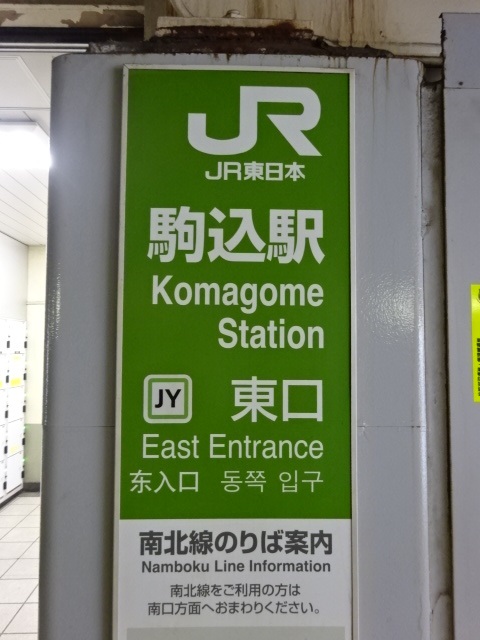 JR
JR東日本
駒込駅
Komagome
Station
JY 東口
East Entrance
东入口 동쪽 입구
南北線のりば案内
Namboku Line Information
南北線をご利用の方は
南口方面へおまわりください。